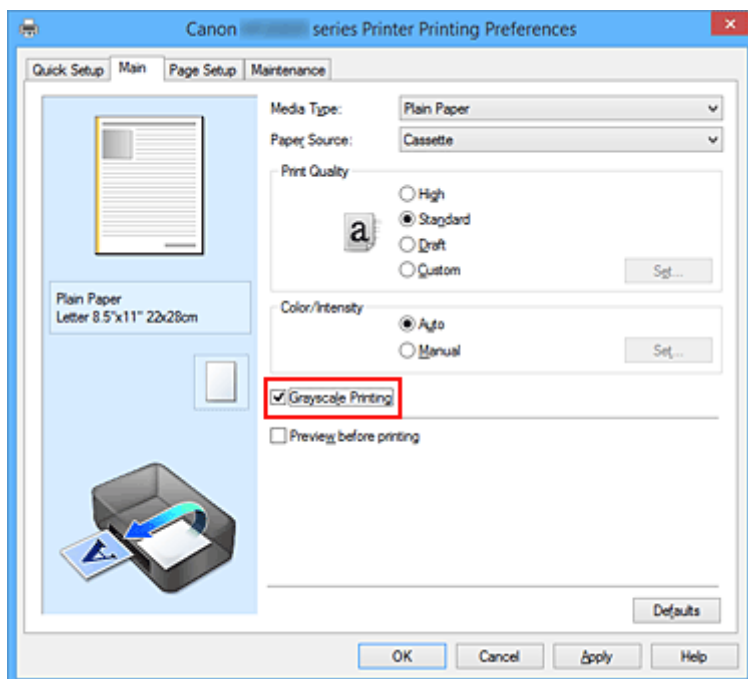 Canon series Printer Printing Preferences
Quick Setup Main Page Setup Maintenance
Media Type: Plain Paper
Paper Source: Cassette
Print Quality
High
a
Standard
Draft
Custom Set...
Plain Paper
Letter 8.5"x11" 22x28cm
Color/Intensity
Auto
Manual Set...
Grayscale Printing
Preview before printing
A
Defaults
OK Cancel Apply Help